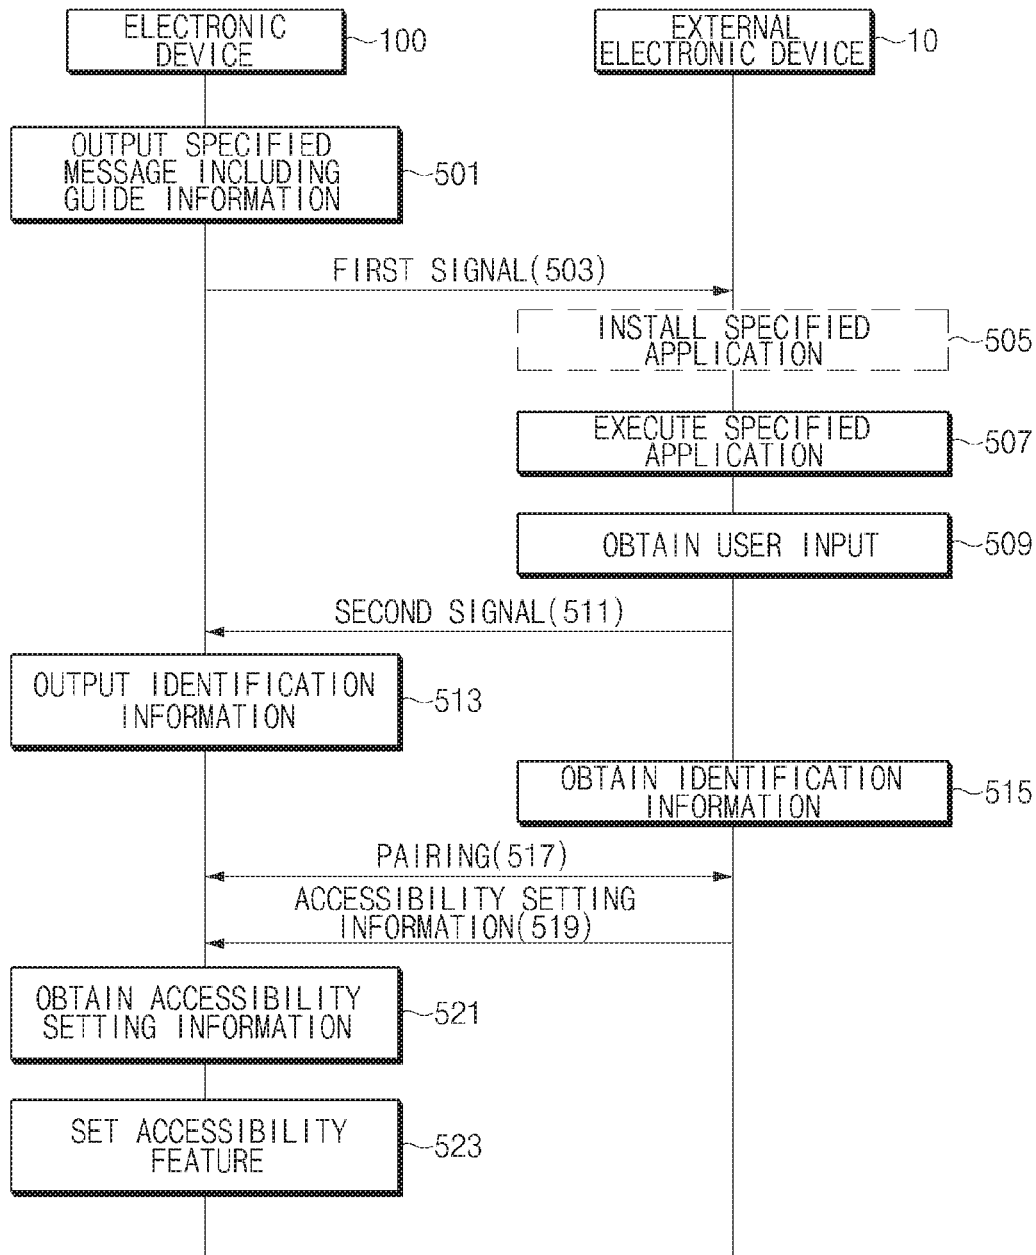 ELECTRONIC
DEVICE
100
EXTERNAL
ELECTRONIC DEVICE
10
OUTPUT SPECIFIED
MESSAGE INCLUDING
GUIDE INFORMATION
501
FIRST SIGNAL(503)
INSTALL SPECIFIED
APPLICATION
505
EXECUTE SPECIFIED
APPLICATION
507
OBTAIN USER INPUT
509
SECOND SIGNAL(511)
OUTPUT IDENTIFICATION
INFORMATION
513
OBTAIN IDENTIFICATION
INFORMATION
515
PAIRING(517)
ACCESSIBILITY SETTING
INFORMATION(519)
OBTAIN ACCESSIBILITY
SETTING INFORMATION
521
SET ACCESSIBILITY
FEATURE
523